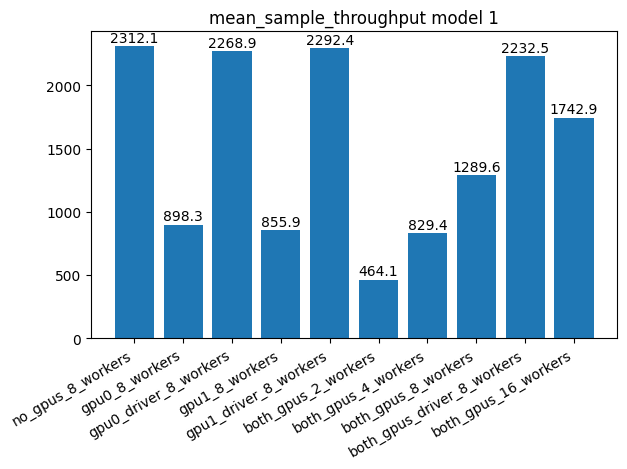 mean_sample_throughput model 1
2312.1
898.3
2268.9
855.9
2292.4
464.1
829.4
1289.6
2232.5
1742.9
2000
1500
1000
500
0
no_gpus_8_workers
gpu0_8_workers
gpu0_driver_8_workers
gpu1_8_workers
gpu1_driver_8_workers
both_gpus_2_workers
both_gpus_4_workers
both_gpus_8_workers
both_gpus_driver_8_workers
both_gpus_16_workers